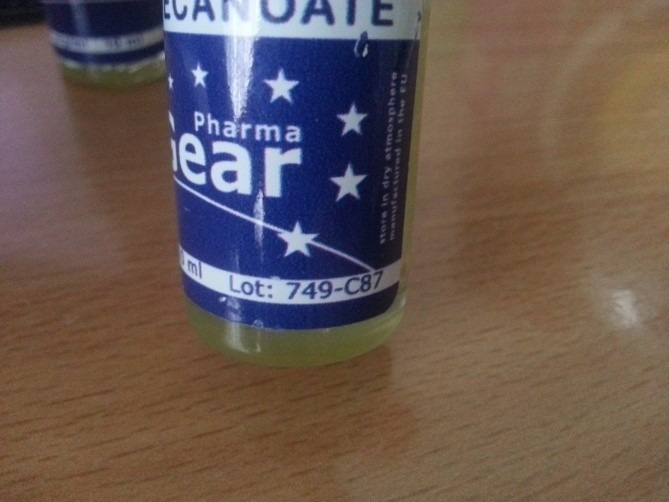 ECANOATE
Pharma
Gear
ml
Lot: 749-C87
store in dry atmosphere
manufactured in the EU